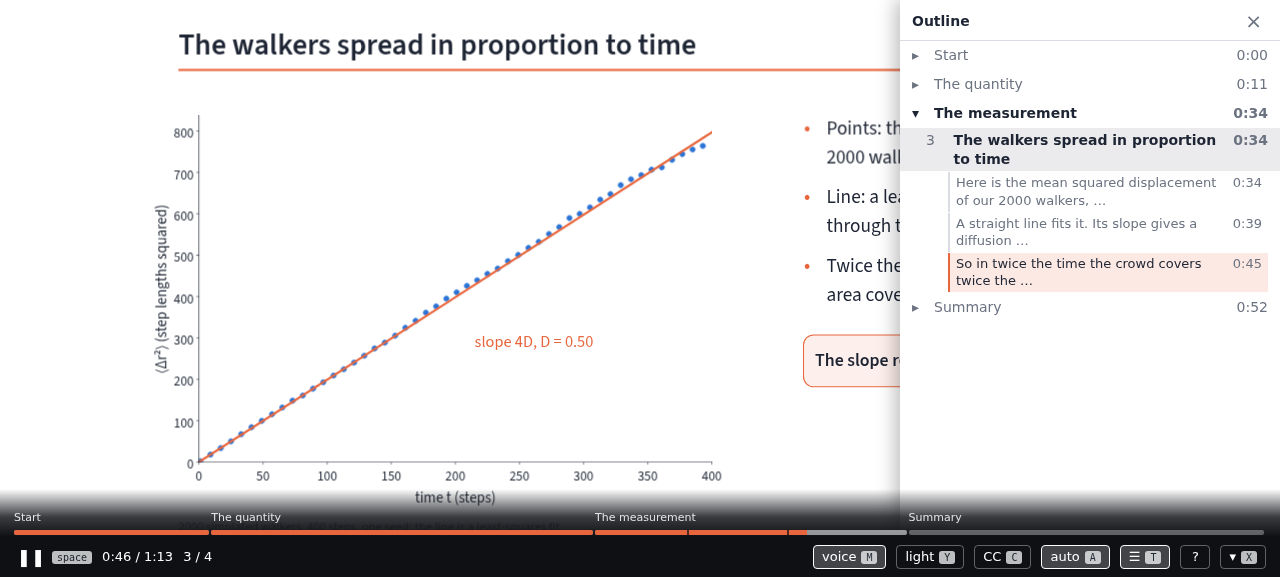 The walkers spread in proportion to time
800
700
600
500
400
300
200
100
0
⟨Δr²⟩ (step lengths squared)
0 50 100 150 200 250 300 350 400
time t (steps)
slope 4D, D = 0.50
• Points:
2000
• Line: a
through
• Twice the
area
The slope
Outline ×
▸ Start 0:00
▸ The quantity 0:11
▾ The measurement 0:34
3 The walkers spread in proportion 0:34
to time
Here is the mean squared displacement 0:34
of our 2000 walkers, …
A straight line fits it. Its slope gives a 0:39
diffusion …
So in twice the time the crowd covers 0:45
twice the …
▸ Summary 0:52
Start The quantity The measurement Summary
space 0:46 / 1:13 3 / 4 voice M light Y CC C auto A ☰ T ? ▾ X